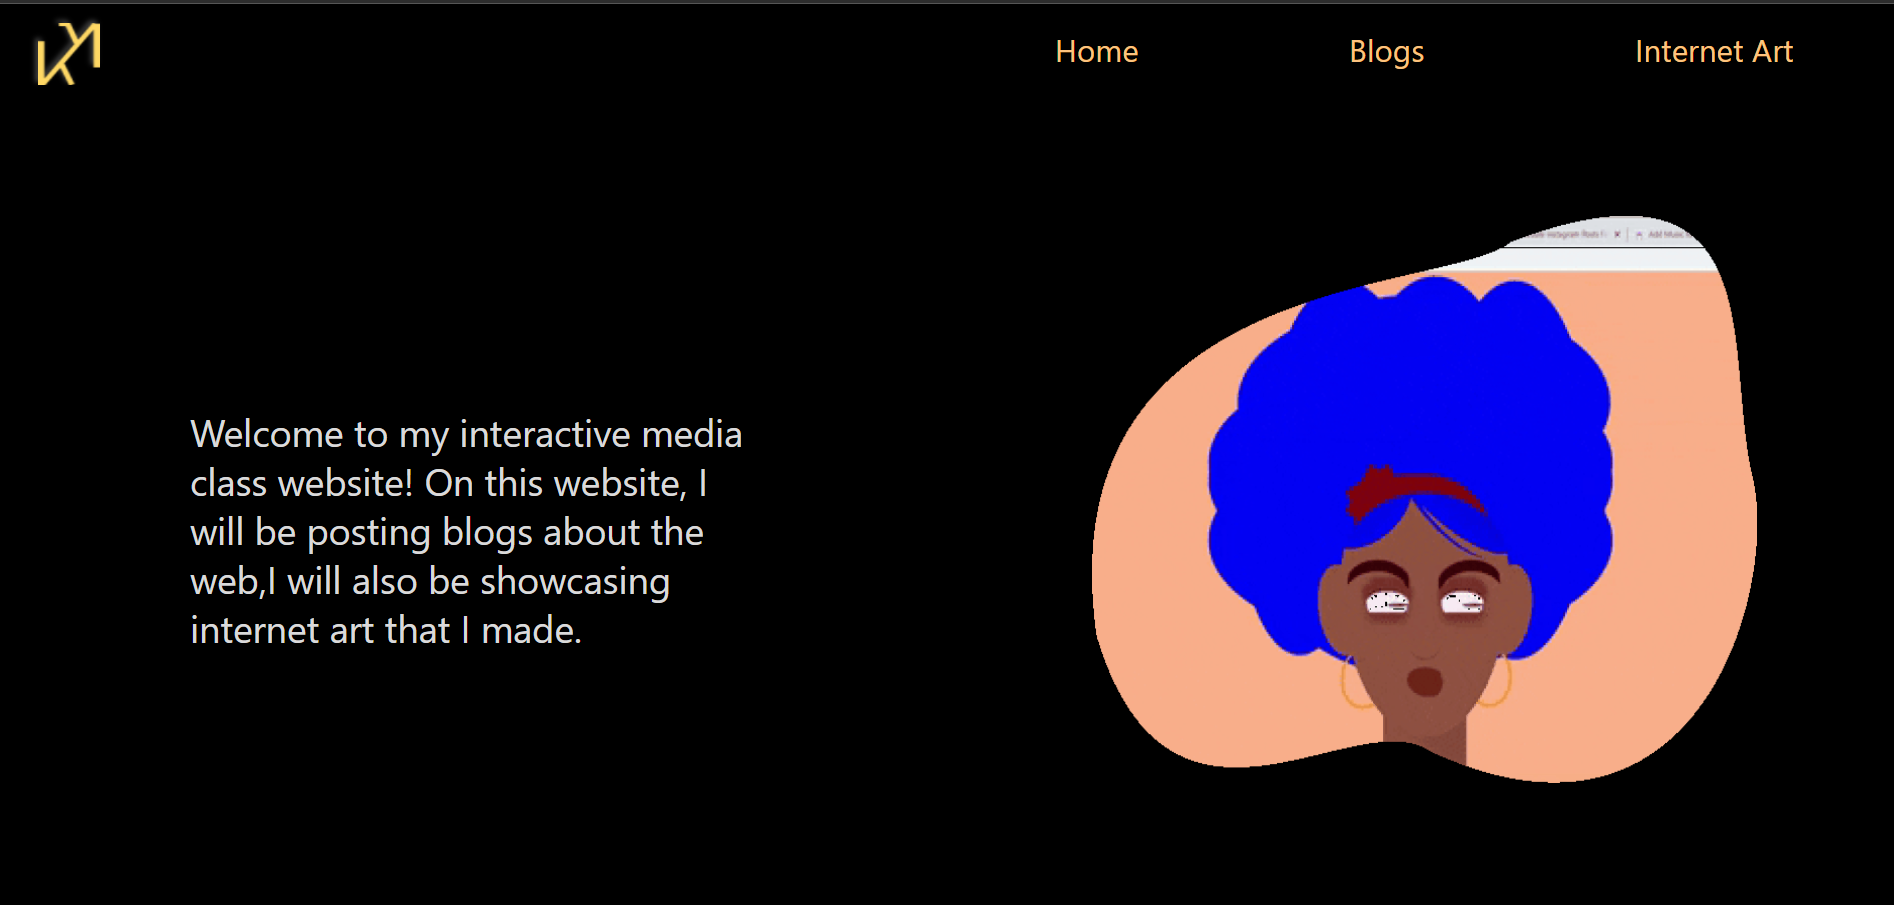 Home Blogs Internet Art
Welcome to my interactive media
class website! On this website, I
will be posting blogs about the
web,I will also be showcasing
internet art that I made.